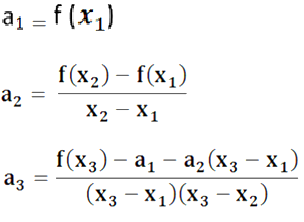 a₁ = f(x₁)
a₂ = (f(x₂) − f(x₁)) / (x₂ − x₁)
a₃ = (f(x₃) − a₁ − a₂(x₃ − x₁)) / ((x₃ − x₁)(x₃ − x₂))